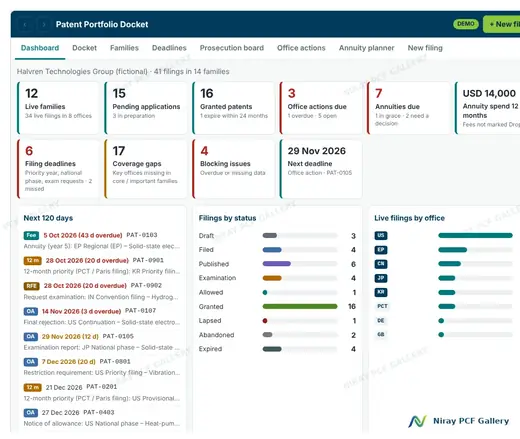 Patent Portfolio Docket
DEMO
+ New fil
Dashboard Docket Families Deadlines Prosecution board Office actions Annuity planner New filing
Halvren Technologies Group (fictional) · 41 filings in 14 families
12
Live families
34 live filings in 8 offices
15
Pending applications
3 in preparation
16
Granted patents
1 expire within 24 months
3
Office actions due
1 overdue · 5 open
7
Annuities due
1 in grace · 2 need a
decision
USD 14,000
Annuity spend 12
months
Fees not marked Drop
6
Filing deadlines
Priority year, national
phase, exam requests · 2
missed
17
Coverage gaps
Key offices missing in
core / important families
4
Blocking issues
Overdue or missing data
29 Nov 2026
Next deadline
Office action · PAT-0105
Next 120 days
Fee 5 Oct 2026 (43 d overdue) PAT-0103
Annuity (year 5): EP Regional (EP) – Solid-state elec...
12 m 28 Oct 2026 (20 d overdue) PAT-0901
12-month priority (PCT / Paris filing): KR Priority filin...
RFE 28 Oct 2026 (20 d overdue) PAT-0902
Request examination: IN Convention filing – Hydrog...
OA 14 Nov 2026 (3 d overdue) PAT-0107
Final rejection: US Continuation – Solid-state electro...
OA 29 Nov 2026 (12 d) PAT-0105
Examination report: JP National phase – Solid-state ...
OA 7 Dec 2026 (20 d) PAT-0801
Restriction requirement: US Priority filing – Vibration...
12 m 21 Dec 2026 PAT-0201
12-month priority (PCT / Paris filing): US Provisional...
OA 27 Dec 2026 PAT-0403
Notice of allowance: US National phase – Heat-pum...
Filings by status
Draft 3
Filed 4
Published 6
Examination 4
Allowed 1
Granted 16
Lapsed 1
Abandoned 2
Expired 4
Live filings by office
US
EP
CN
JP
KR
PCT
DE
GB
Niray PCF Gallery